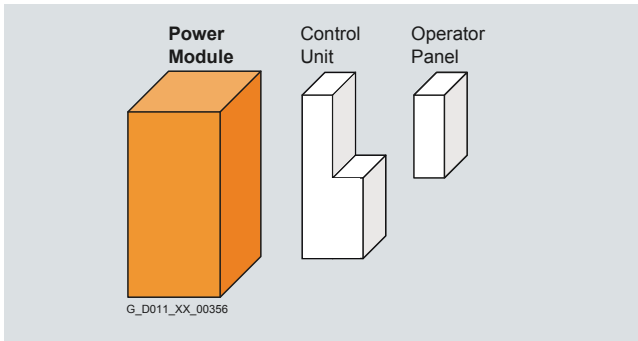 Power
Module
Control
Unit
Operator
Panel
G_D011_XX_00356